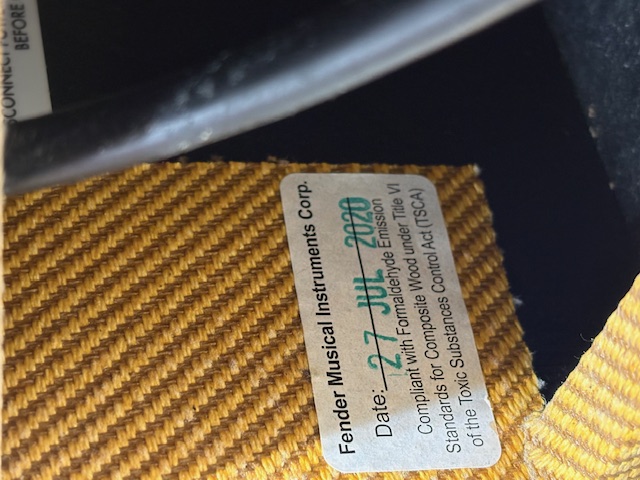 BEFORE
Fender Musical Instruments Corp.
Date: 27 JUL 2020
Compliant with Formaldehyde Emission
Standards for Composite Wood under Title VI
of the Toxic Substances Control Act (TSCA)